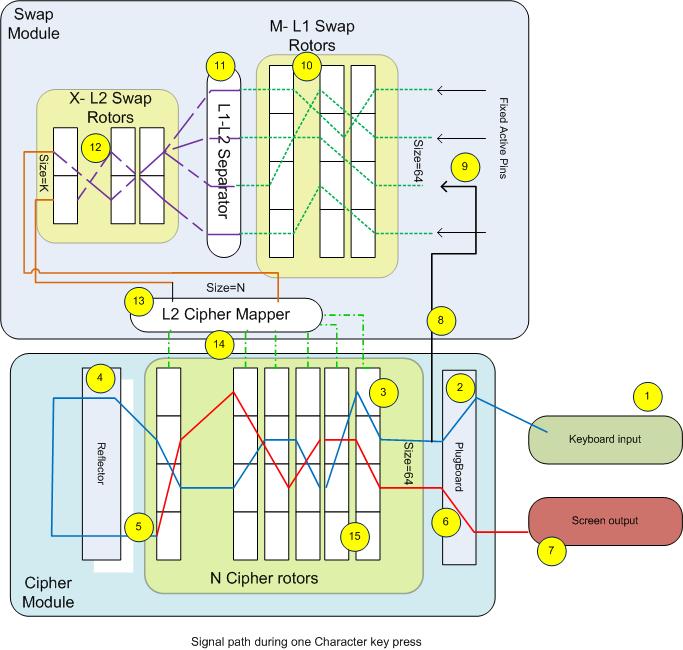 Swap
Module
M- L1 Swap
Rotors
11
10
X- L2 Swap
Rotors
12
L1-L2 Separator
Fixed Active Pins
Size=K
Size=64
9
Size=N
13
L2 Cipher Mapper
8
14
4
3
2
1
Reflector
Size=64
PlugBoard
Keyboard input
5
15
6
Screen output
7
N Cipher rotors
Cipher
Module
Signal path during one Character key press